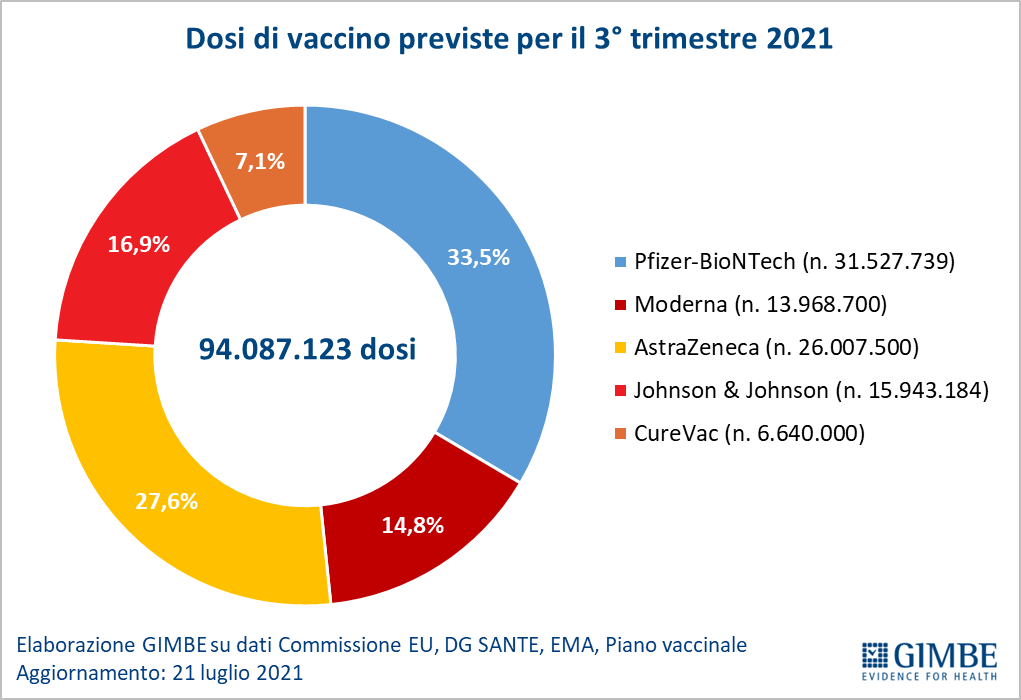 Dosi di vaccino previste per il 3° trimestre 2021
7,1%
33,5%
16,9%
94.087.123 dosi
27,6%
14,8%
Pfizer-BioNTech (n. 31.527.739)
Moderna (n. 13.968.700)
AstraZeneca (n. 26.007.500)
Johnson & Johnson (n. 15.943.184)
CureVac (n. 6.640.000)
Elaborazione GIMBE su dati Commissione EU, DG SANTE, EMA, Piano vaccinale
Aggiornamento: 21 luglio 2021
GIMBE
EVIDENCE FOR HEALTH